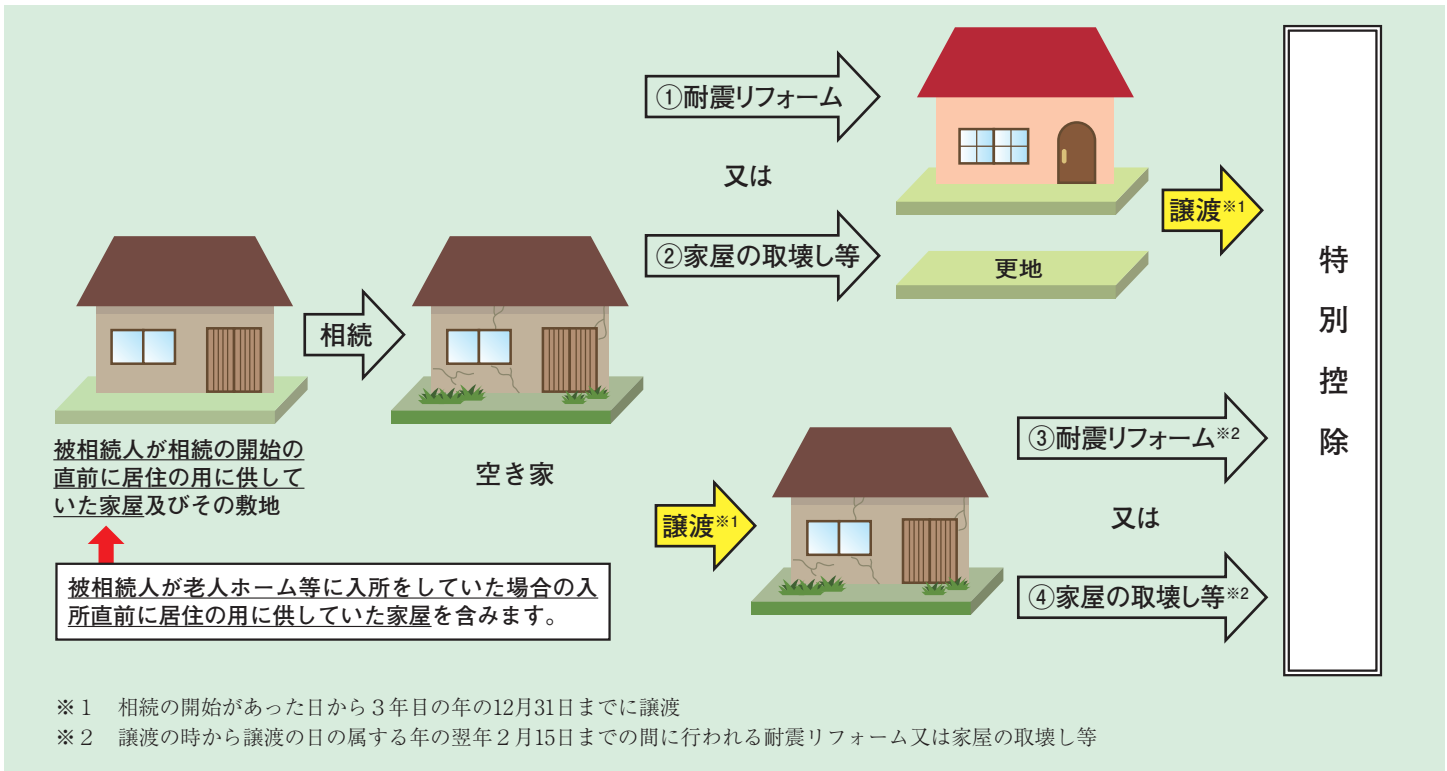 ①耐震リフォーム
又は
②家屋の取壊し等
更地
譲渡※1
相続
被相続人が相続の開始の
直前に居住の用に供して
いた家屋及びその敷地
空き家
被相続人が老人ホーム等に入所をしていた場合の入
所直前に居住の用に供していた家屋を含みます。
譲渡※1
③耐震リフォーム※2
又は
④家屋の取壊し等※2
特別控除
※1　相続の開始があった日から3年目の年の12月31日までに譲渡
※2　譲渡の時から譲渡の日の属する年の翌年2月15日までの間に行われる耐震リフォーム又は家屋の取壊し等